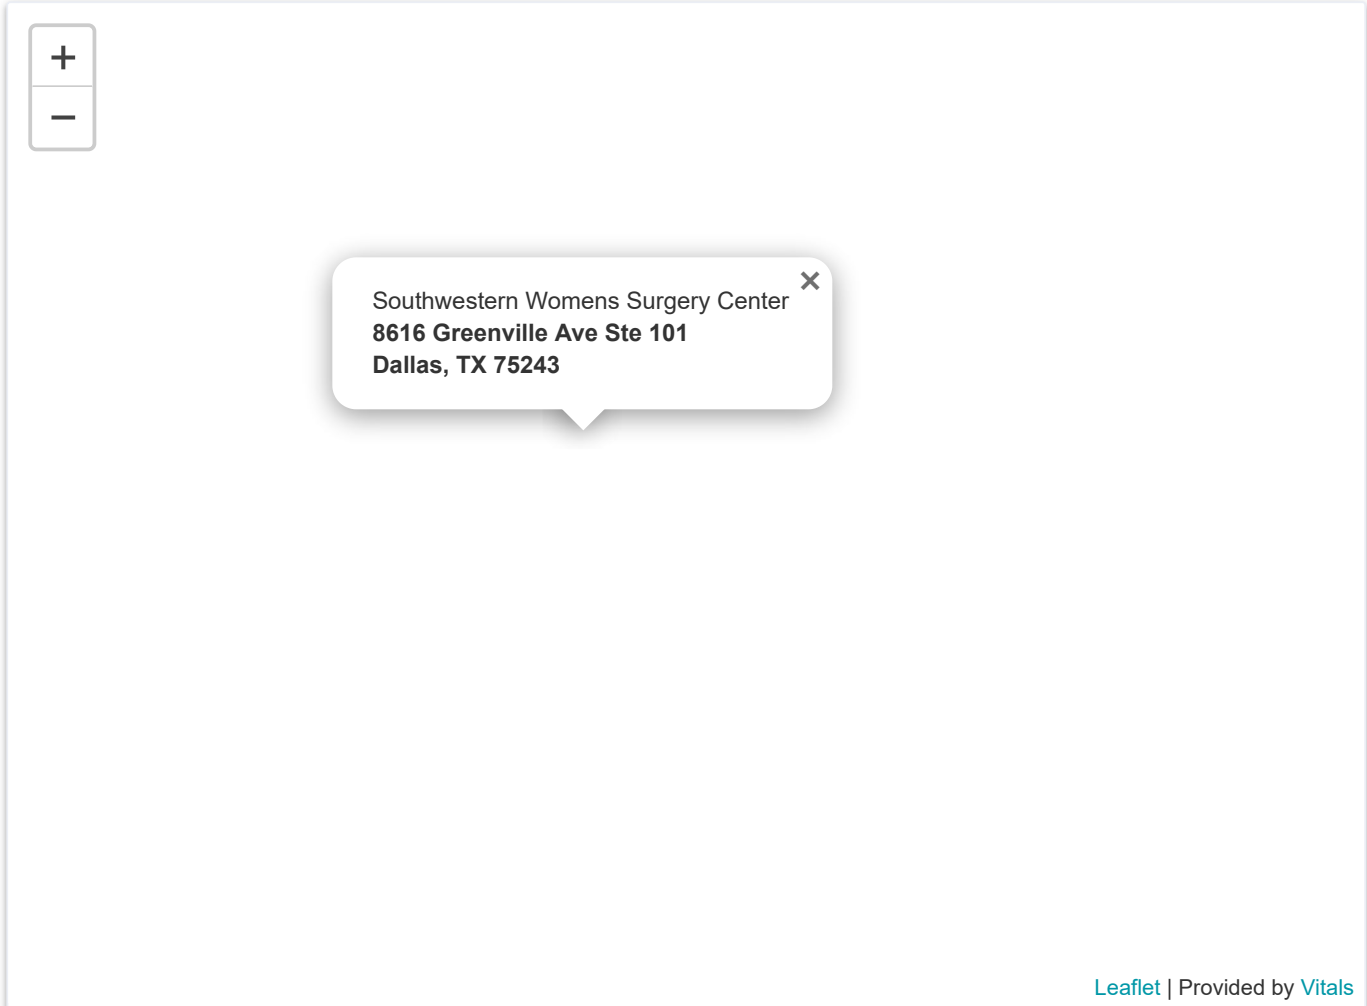 +
−
Southwestern Womens Surgery Center
×
8616 Greenville Ave Ste 101
Dallas, TX 75243
Leaflet | Provided by Vitals